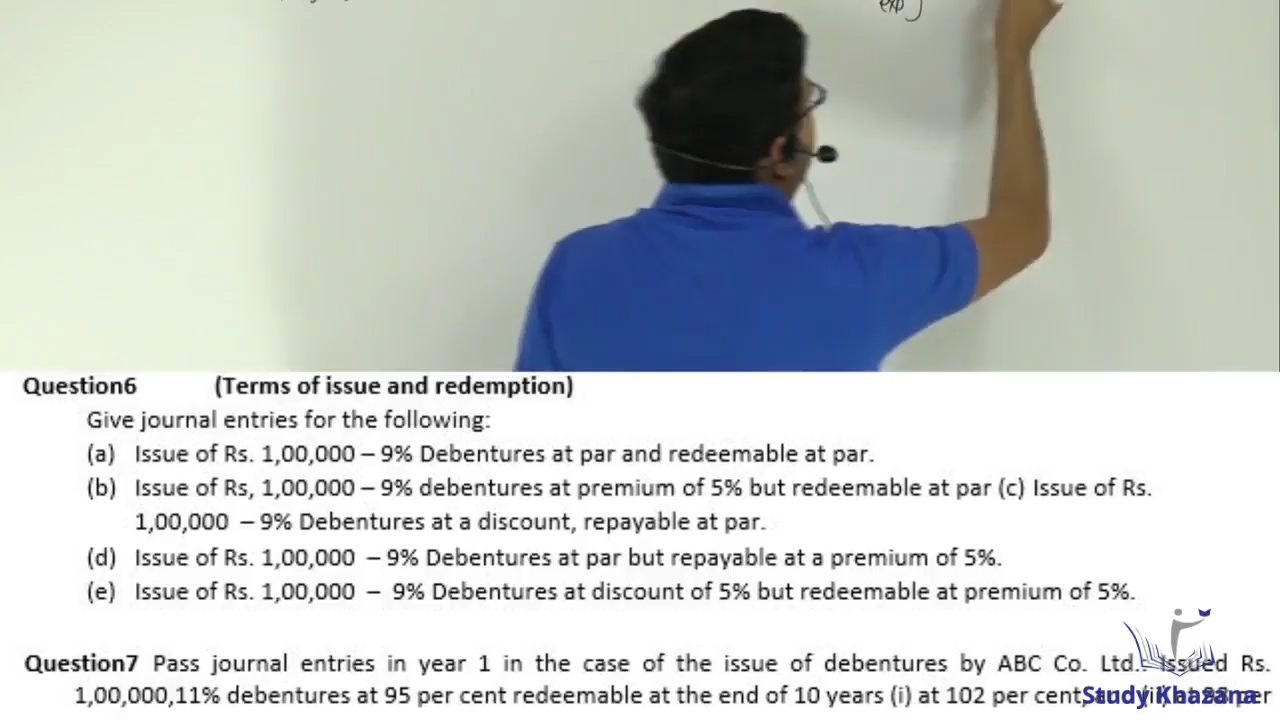 exp
Question6 (Terms of issue and redemption)
Give journal entries for the following:
(a) Issue of Rs. 1,00,000 – 9% Debentures at par and redeemable at par.
(b) Issue of Rs, 1,00,000 – 9% debentures at premium of 5% but redeemable at par (c) Issue of Rs.
1,00,000 – 9% Debentures at a discount, repayable at par.
(d) Issue of Rs. 1,00,000 – 9% Debentures at par but repayable at a premium of 5%.
(e) Issue of Rs. 1,00,000 – 9% Debentures at discount of 5% but redeemable at premium of 5%.
Question7 Pass journal entries in year 1 in the case of the issue of debentures by ABC Co. Ltd.: Issued Rs.
1,00,000,11% debentures at 95 per cent redeemable at the end of 10 years (i) at 102 per cent, per
Study Khazana